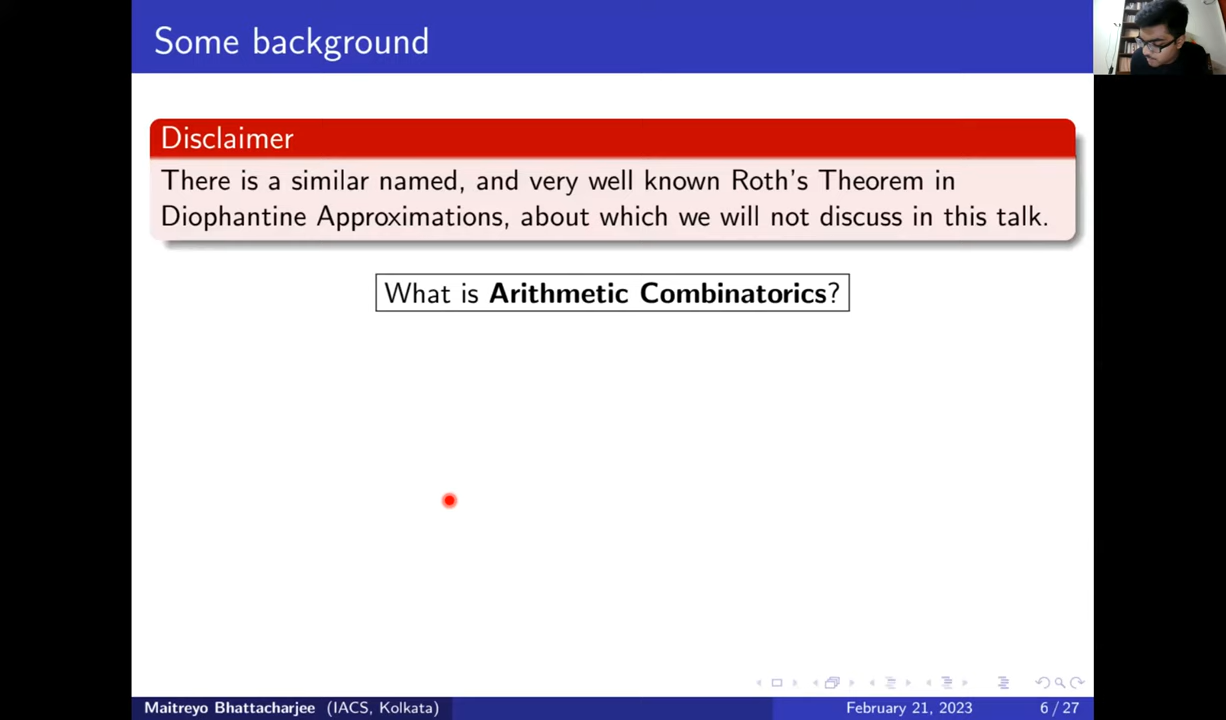 Some background
Disclaimer
There is a similar named, and very well known Roth's Theorem in
Diophantine Approximations, about which we will not discuss in this talk.
What is Arithmetic Combinatorics?
Maitreyo Bhattacharjee (IACS, Kolkata)
February 21, 2023
6 / 27